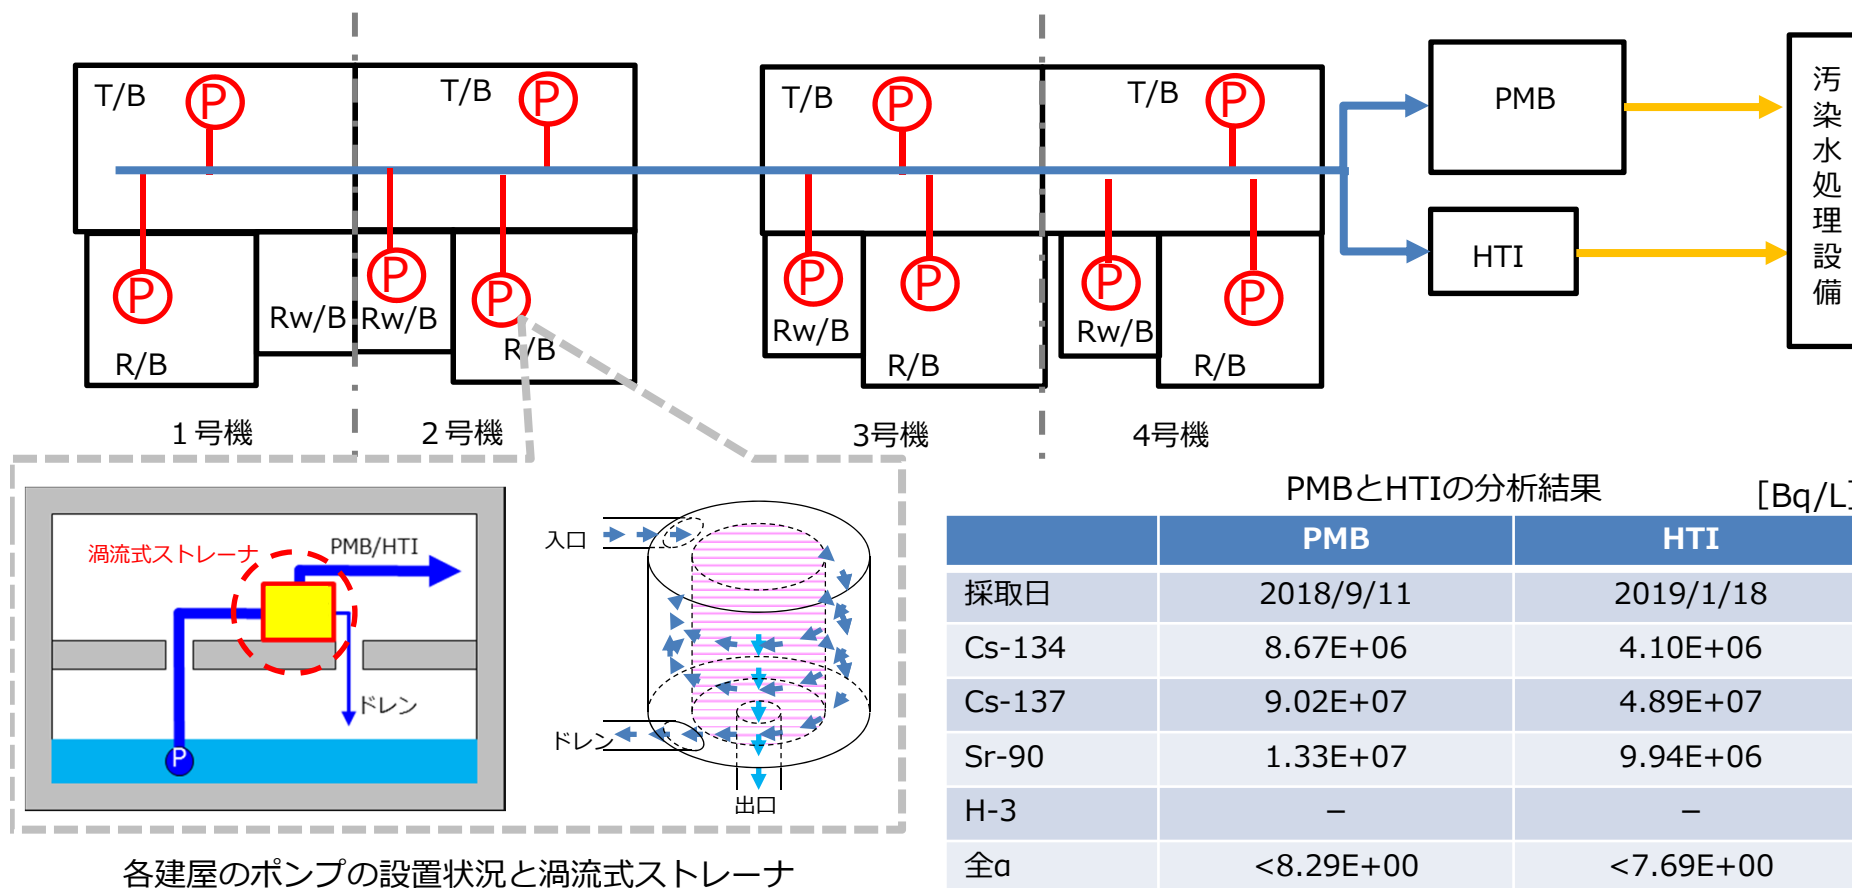 T/B
P
T/B
P
T/B
P
T/B
P
PMB
HTI
汚染水処理設備
P
R/B
Rw/B
P
Rw/B
P
R/B
P
Rw/B
P
R/B
P
Rw/B
P
R/B
1号機
2号機
3号機
4号機
渦流式ストレーナ
PMB/HTI
ドレン
P
入口
ドレン
出口
各建屋のポンプの設置状況と渦流式ストレーナ
PMBとHTIの分析結果 [Bq/L]
PMB HTI
採取日 2018/9/11 2019/1/18
Cs-134 8.67E+06 4.10E+06
Cs-137 9.02E+07 4.89E+07
Sr-90 1.33E+07 9.94E+06
H-3 – –
全α <8.29E+00 <7.69E+00